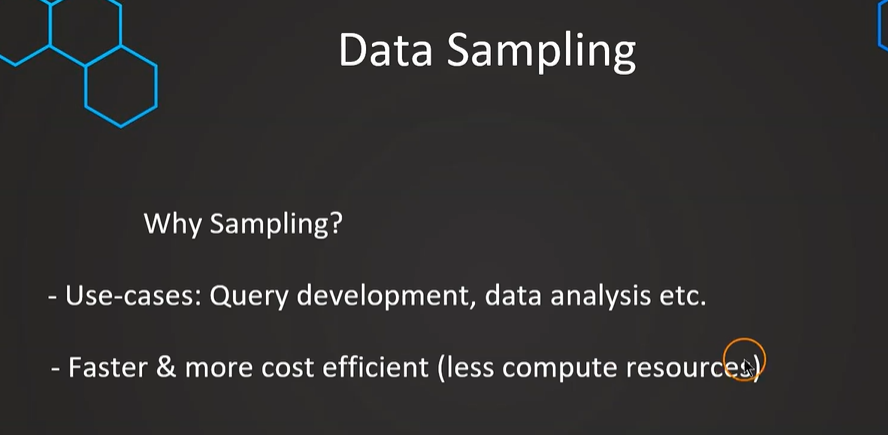 Data Sampling
Why Sampling?
- Use-cases: Query development, data analysis etc.
- Faster & more cost efficient (less compute resources)